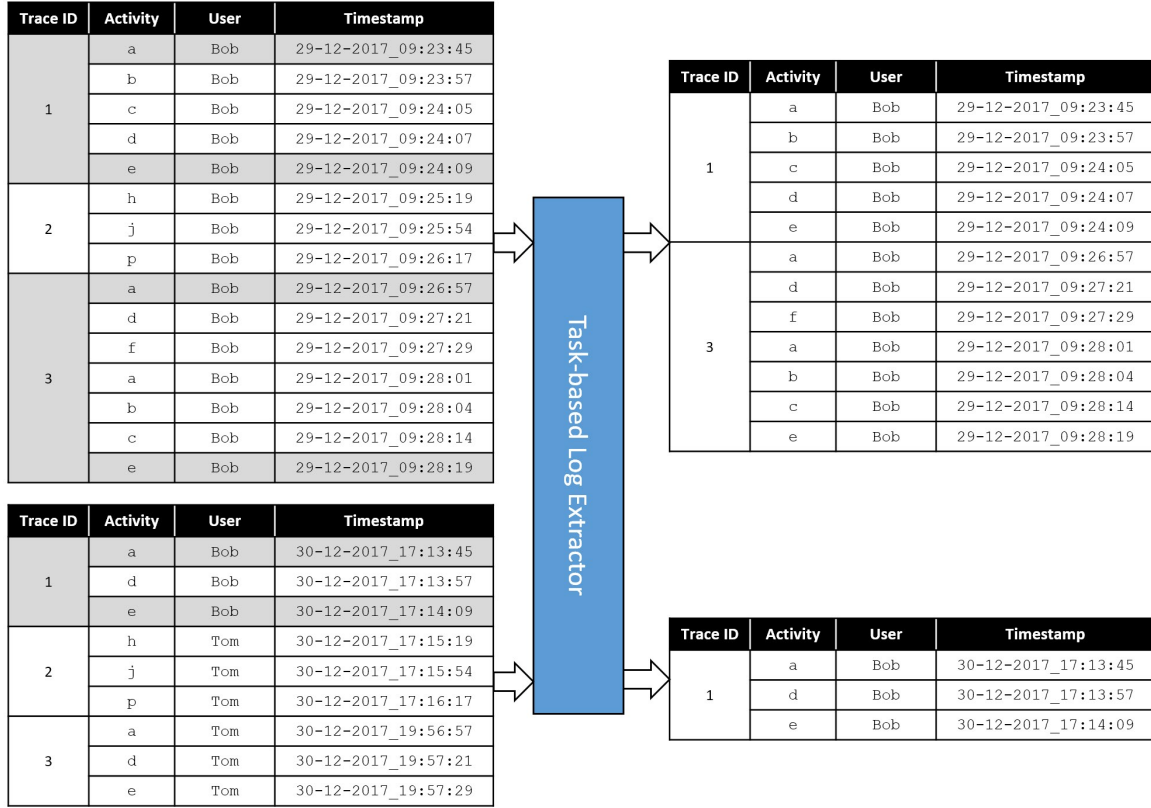 Trace ID Activity User Timestamp
a Bob 29-12-2017_09:23:45
b Bob 29-12-2017_09:23:57
1 c Bob 29-12-2017_09:24:05
d Bob 29-12-2017_09:24:07
e Bob 29-12-2017_09:24:09
h Bob 29-12-2017_09:25:19
2 j Bob 29-12-2017_09:25:54
p Bob 29-12-2017_09:26:17
a Bob 29-12-2017_09:26:57
d Bob 29-12-2017_09:27:21
f Bob 29-12-2017_09:27:29
3 a Bob 29-12-2017_09:28:01
b Bob 29-12-2017_09:28:04
c Bob 29-12-2017_09:28:14
e Bob 29-12-2017_09:28:19
Trace ID Activity User Timestamp
a Bob 30-12-2017_17:13:45
1 d Bob 30-12-2017_17:13:57
e Bob 30-12-2017_17:14:09
h Tom 30-12-2017_17:15:19
2 j Tom 30-12-2017_17:15:54
p Tom 30-12-2017_17:16:17
a Tom 30-12-2017_19:56:57
3 d Tom 30-12-2017_19:57:21
e Tom 30-12-2017_19:57:29
Task-based Log Extractor
Trace ID Activity User Timestamp
a Bob 29-12-2017_09:23:45
b Bob 29-12-2017_09:23:57
1 c Bob 29-12-2017_09:24:05
d Bob 29-12-2017_09:24:07
e Bob 29-12-2017_09:24:09
a Bob 29-12-2017_09:26:57
d Bob 29-12-2017_09:27:21
f Bob 29-12-2017_09:27:29
3 a Bob 29-12-2017_09:28:01
b Bob 29-12-2017_09:28:04
c Bob 29-12-2017_09:28:14
e Bob 29-12-2017_09:28:19
Trace ID Activity User Timestamp
a Bob 30-12-2017_17:13:45
1 d Bob 30-12-2017_17:13:57
e Bob 30-12-2017_17:14:09